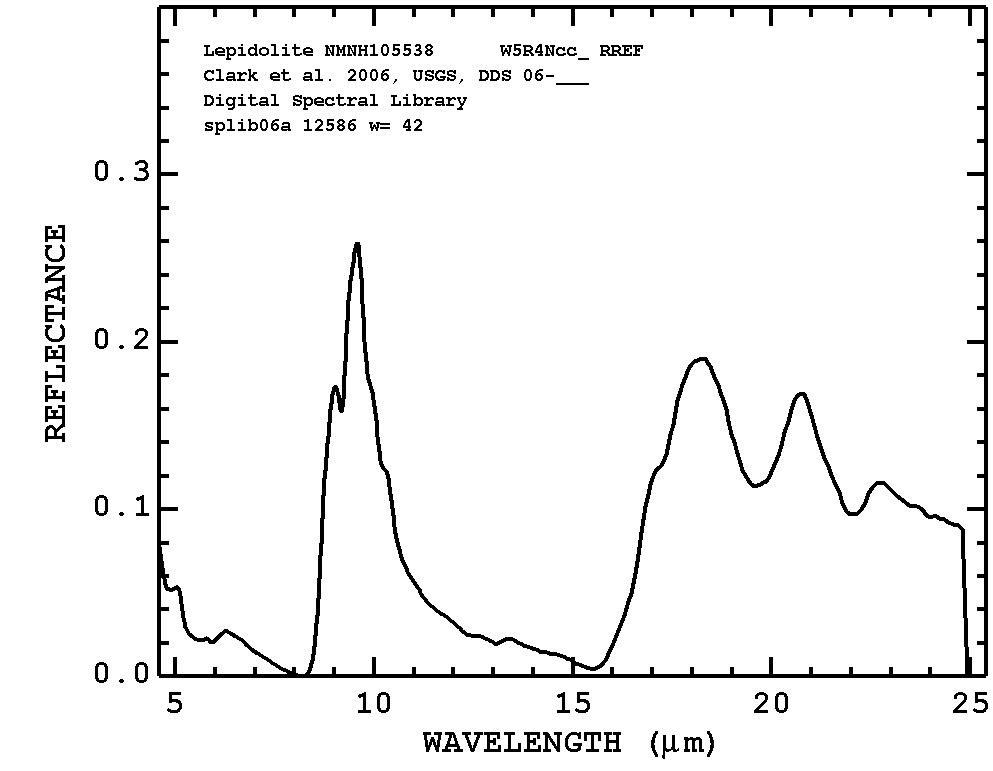 Lepidolite NMNH105538 W5R4Ncc_ RREF
Clark et al. 2006, USGS, DDS 06-___
Digital Spectral Library
splib06a 12586 w= 42
0.3
0.2
0.1
0.0
REFLECTANCE
5 10 15 20 25
WAVELENGTH (μm)